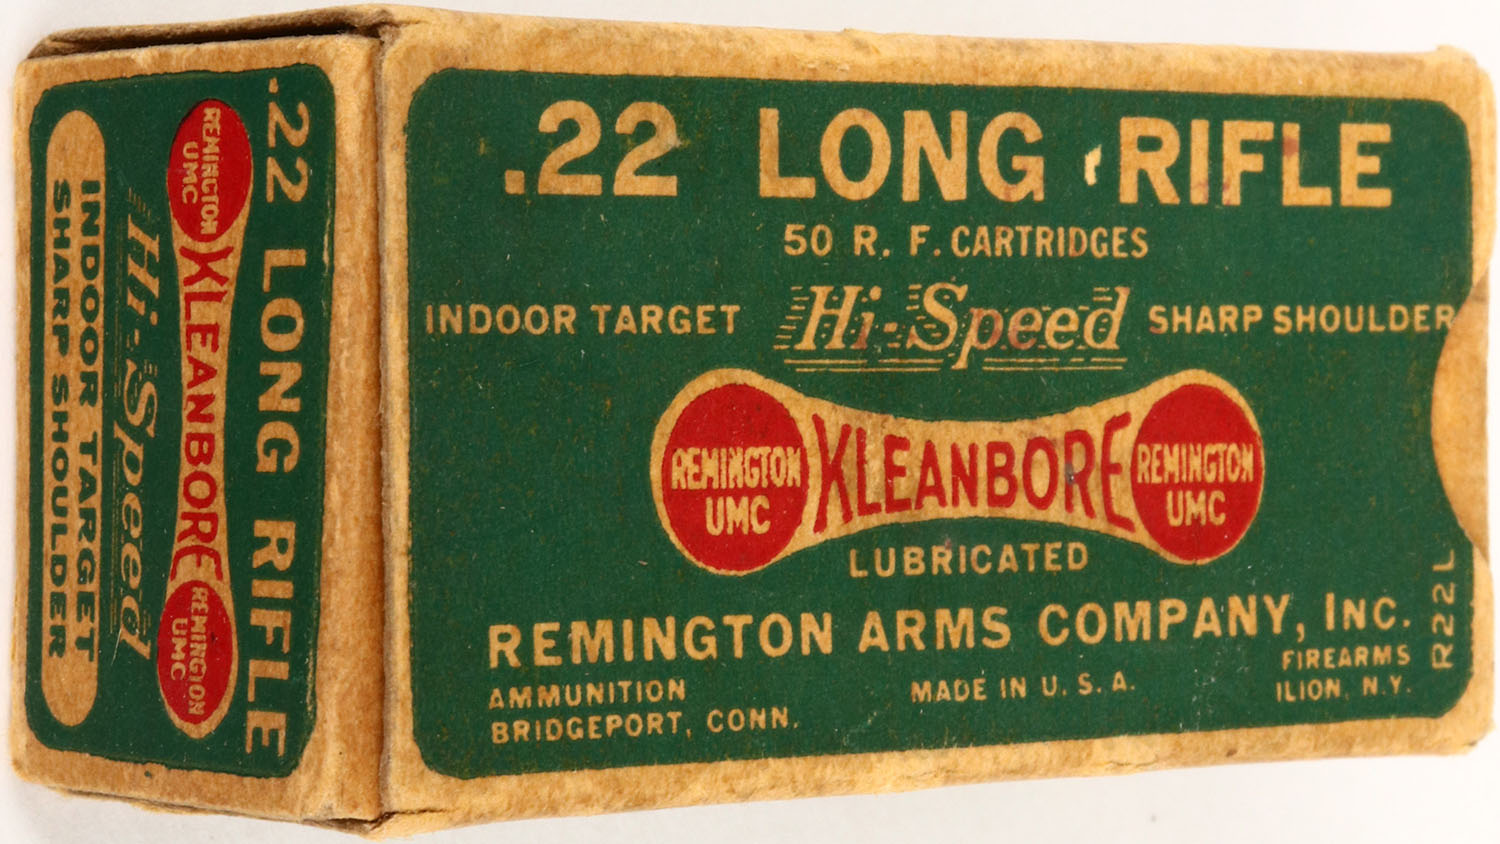 .22 LONG RIFLE
REMINGTON
UMC
KLEANBORE
REMINGTON
UMC
Hi-Speed
INDOOR TARGET
SHARP SHOULDER
.22 LONG RIFLE
50 R. F. CARTRIDGES
INDOOR TARGET Hi-Speed SHARP SHOULDER
REMINGTON
UMC
KLEANBORE
REMINGTON
UMC
LUBRICATED
REMINGTON ARMS COMPANY, INC.
AMMUNITION
BRIDGEPORT, CONN.
MADE IN U. S. A.
FIREARMS
ILION, N.Y.
R22L